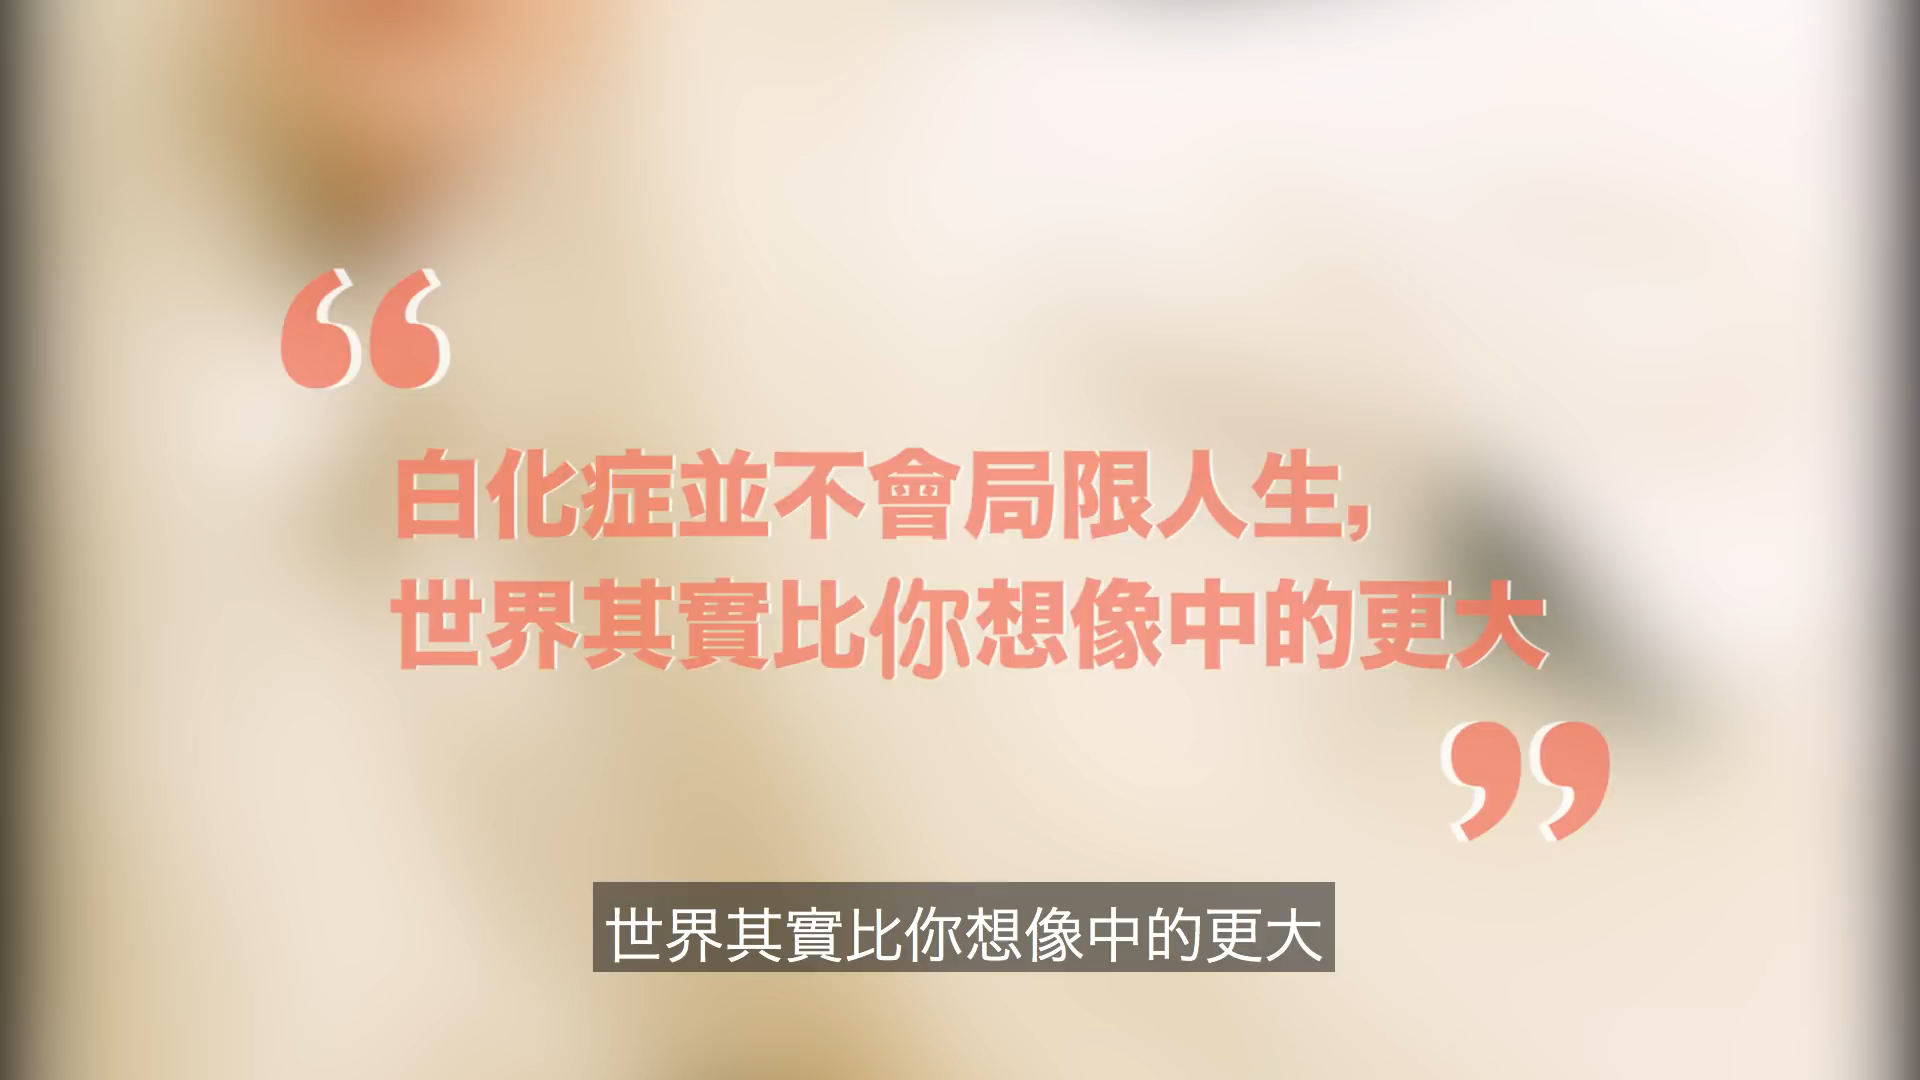 “
白化症並不會局限人生,
世界其實比你想像中的更大
”
世界其實比你想像中的更大